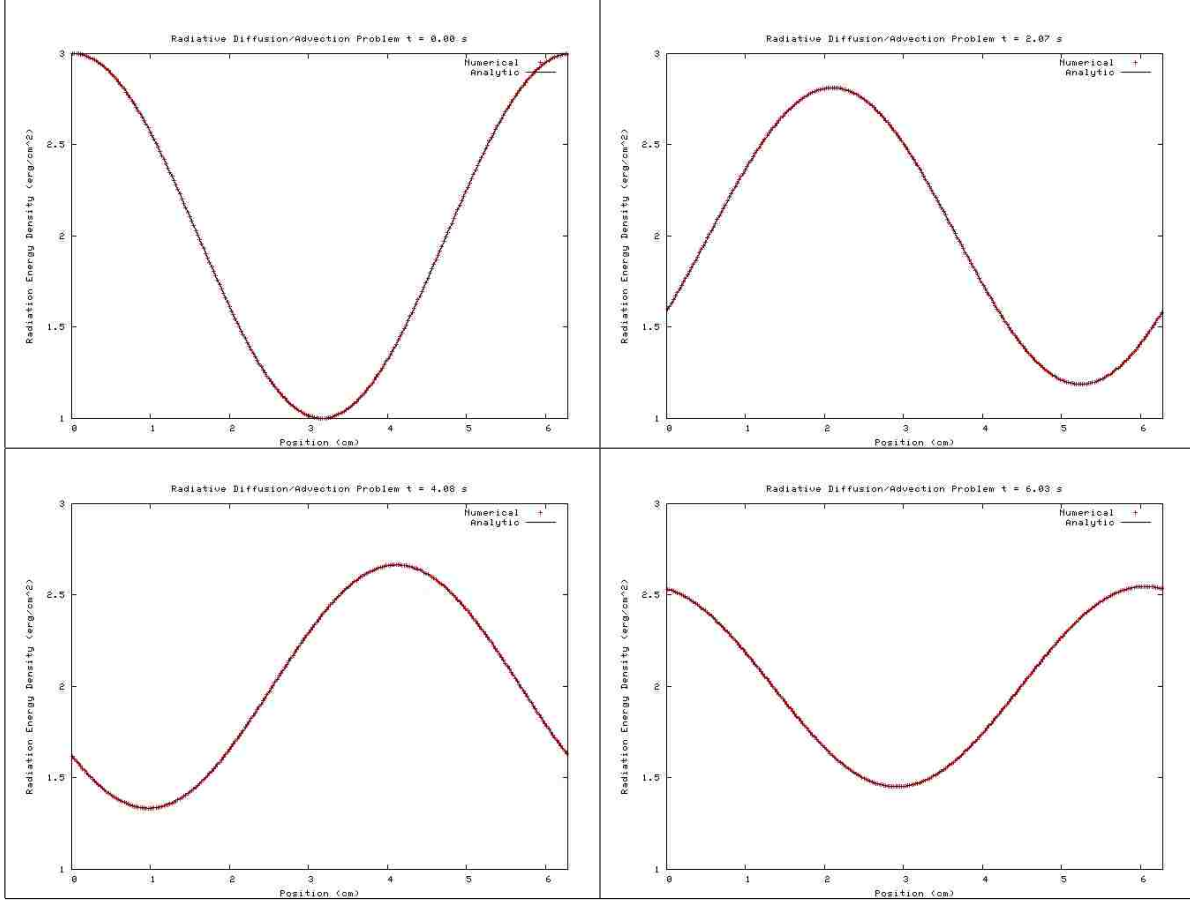 Radiative Diffusion/Advection Problem t = 0.00 s
Numerical
Analytic
Radiation Energy Density (erg/cm^2)
3
2.5
2
1.5
1
0 1 2 3 4 5 6
Position (cm)
Radiative Diffusion/Advection Problem t = 2.07 s
Numerical
Analytic
Radiation Energy Density (erg/cm^2)
3
2.5
2
1.5
1
0 1 2 3 4 5 6
Position (cm)
Radiative Diffusion/Advection Problem t = 4.08 s
Numerical
Analytic
Radiation Energy Density (erg/cm^2)
3
2.5
2
1.5
1
0 1 2 3 4 5 6
Position (cm)
Radiative Diffusion/Advection Problem t = 6.03 s
Numerical
Analytic
Radiation Energy Density (erg/cm^2)
3
2.5
2
1.5
1
0 1 2 3 4 5 6
Position (cm)